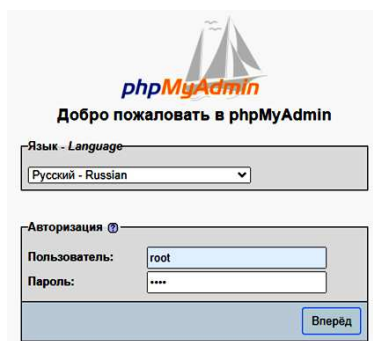 phpMyAdmin
Добро пожаловать в phpMyAdmin
Язык - Language
Русский - Russian
Авторизация
Пользователь: root
Пароль: ••••
Вперёд